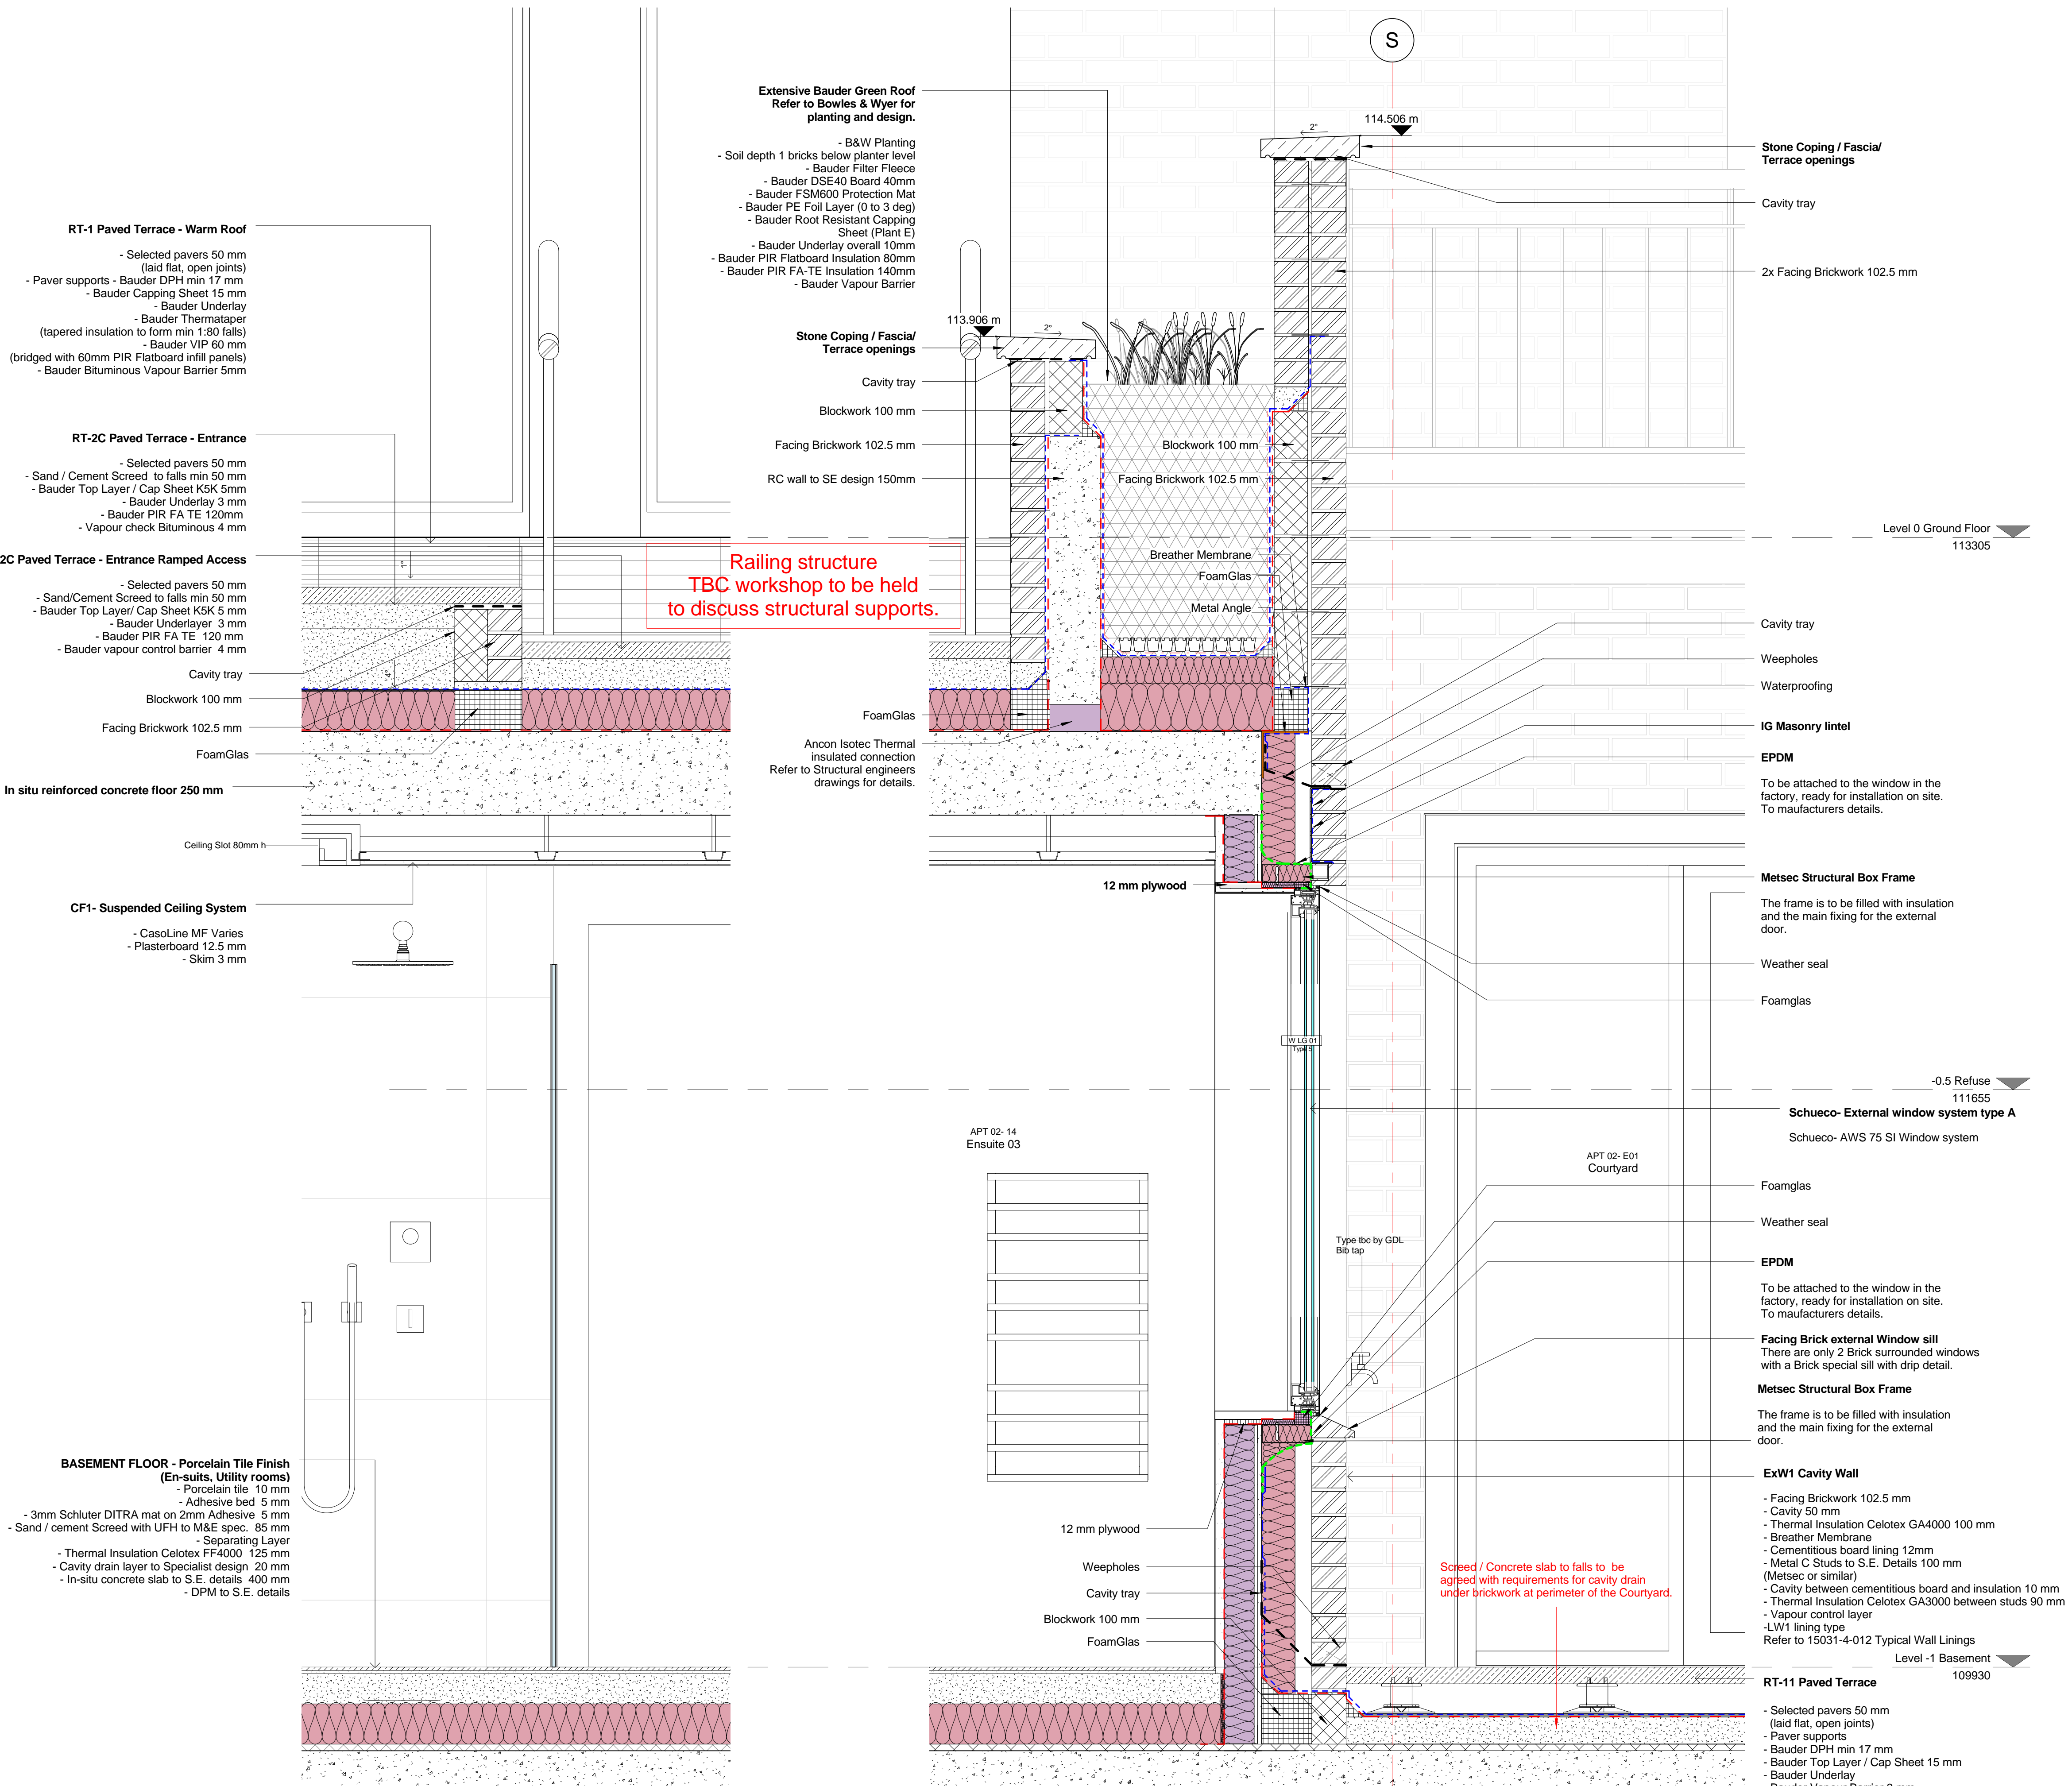 S
Extensive Bauder Green Roof
Refer to Bowles & Wyer for
planting and design.
- B&W Planting
- Soil depth 1 bricks below planter level
- Bauder Filter Fleece
- Bauder DSE40 Board 40mm
- Bauder FSM600 Protection Mat
- Bauder PE Foil Layer (0 to 3 deg)
- Bauder Root Resistant Capping
Sheet (Plant E)
- Bauder Underlay overall 10mm
- Bauder PIR Flatboard Insulation 80mm
- Bauder PIR FA-TE Insulation 140mm
- Bauder Vapour Barrier
114.506 m
2°
Stone Coping / Fascia/
Terrace openings
Cavity tray
2x Facing Brickwork 102.5 mm
RT-1 Paved Terrace - Warm Roof
- Selected pavers 50 mm
(laid flat, open joints)
- Paver supports - Bauder DPH min 17 mm
- Bauder Capping Sheet 15 mm
- Bauder Underlay
- Bauder Thermataper
(tapered insulation to form min 1:80 falls)
- Bauder VIP 60 mm
(bridged with 60mm PIR Flatboard infill panels)
- Bauder Bituminous Vapour Barrier 5mm
113.906 m
2°
Stone Coping / Fascia/
Terrace openings
Cavity tray
Blockwork 100 mm
Facing Brickwork 102.5 mm
RC wall to SE design 150mm
Blockwork 100 mm
Facing Brickwork 102.5 mm
Breather Membrane
FoamGlas
Metal Angle
RT-2C Paved Terrace - Entrance
- Selected pavers 50 mm
- Sand / Cement Screed to falls min 50 mm
- Bauder Top Layer / Cap Sheet K5K 5mm
- Bauder Underlay 3 mm
- Bauder PIR FA TE 120mm
- Vapour check Bituminous 4 mm
2C Paved Terrace - Entrance Ramped Access
- Selected pavers 50 mm
- Sand/Cement Screed to falls min 50 mm
- Bauder Top Layer/ Cap Sheet K5K 5 mm
- Bauder Underlayer 3 mm
- Bauder PIR FA TE 120 mm
- Bauder vapour control barrier 4 mm
Cavity tray
Blockwork 100 mm
Facing Brickwork 102.5 mm
FoamGlas
In situ reinforced concrete floor 250 mm
1°
Railing structure
TBC workshop to be held
to discuss structural supports.
FoamGlas
Ancon Isotec Thermal
insulated connection
Refer to Structural engineers
drawings for details.
Level 0 Ground Floor
113305
Cavity tray
Weepholes
Waterproofing
IG Masonry lintel
EPDM
To be attached to the window in the
factory, ready for installation on site.
To maufacturers details.
Ceiling Slot 80mm h
CF1- Suspended Ceiling System
- CasoLine MF Varies
- Plasterboard 12.5 mm
- Skim 3 mm
12 mm plywood
Metsec Structural Box Frame
The frame is to be filled with insulation
and the main fixing for the external
door.
Weather seal
Foamglas
W LG 01
Type 5
-0.5 Refuse
111655
Schueco- External window system type A
Schueco- AWS 75 SI Window system
APT 02- 14
Ensuite 03
APT 02- E01
Courtyard
Foamglas
Weather seal
Type tbc by GDL
Bib tap
EPDM
To be attached to the window in the
factory, ready for installation on site.
To maufacturers details.
Facing Brick external Window sill
There are only 2 Brick surrounded windows
with a Brick special sill with drip detail.
Metsec Structural Box Frame
The frame is to be filled with insulation
and the main fixing for the external
door.
BASEMENT FLOOR - Porcelain Tile Finish
(En-suits, Utility rooms)
- Porcelain tile 10 mm
- Adhesive bed 5 mm
- 3mm Schluter DITRA mat on 2mm Adhesive 5 mm
- Sand / cement Screed with UFH to M&E spec. 85 mm
- Separating Layer
- Thermal Insulation Celotex FF4000 125 mm
- Cavity drain layer to Specialist design 20 mm
- In-situ concrete slab to S.E. details 400 mm
- DPM to S.E. details
12 mm plywood
Weepholes
Cavity tray
Blockwork 100 mm
FoamGlas
Screed / Concrete slab to falls to be
agreed with requirements for cavity drain
under brickwork at perimeter of the Courtyard.
ExW1 Cavity Wall
- Facing Brickwork 102.5 mm
- Cavity 50 mm
- Thermal Insulation Celotex GA4000 100 mm
- Breather Membrane
- Cementitious board lining 12mm
- Metal C Studs to S.E. Details 100 mm
(Metsec or similar)
- Cavity between cementitious board and insulation 10 mm
- Thermal Insulation Celotex GA3000 between studs 90 mm
- Vapour control layer
-LW1 lining type
Refer to 15031-4-012 Typical Wall Linings
Level -1 Basement
109930
RT-11 Paved Terrace
- Selected pavers 50 mm
(laid flat, open joints)
- Paver supports
- Bauder DPH min 17 mm
- Bauder Top Layer / Cap Sheet 15 mm
- Bauder Underlay